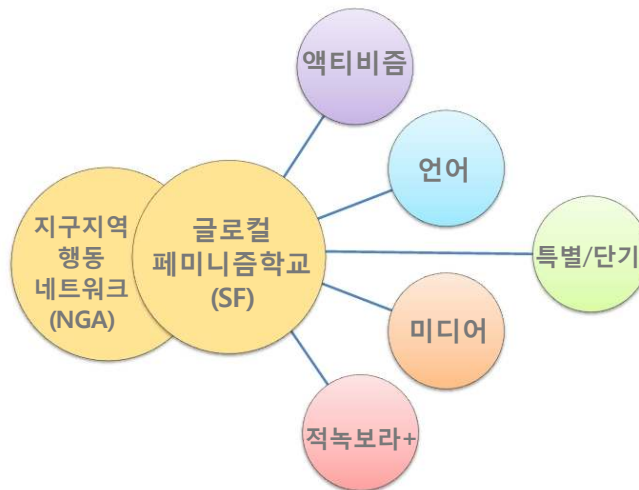 액티비즘
언어
지구지역
행동
네트워크
(NGA)
글로컬
페미니즘학교
(SF)
특별/단기
미디어
적녹보라+